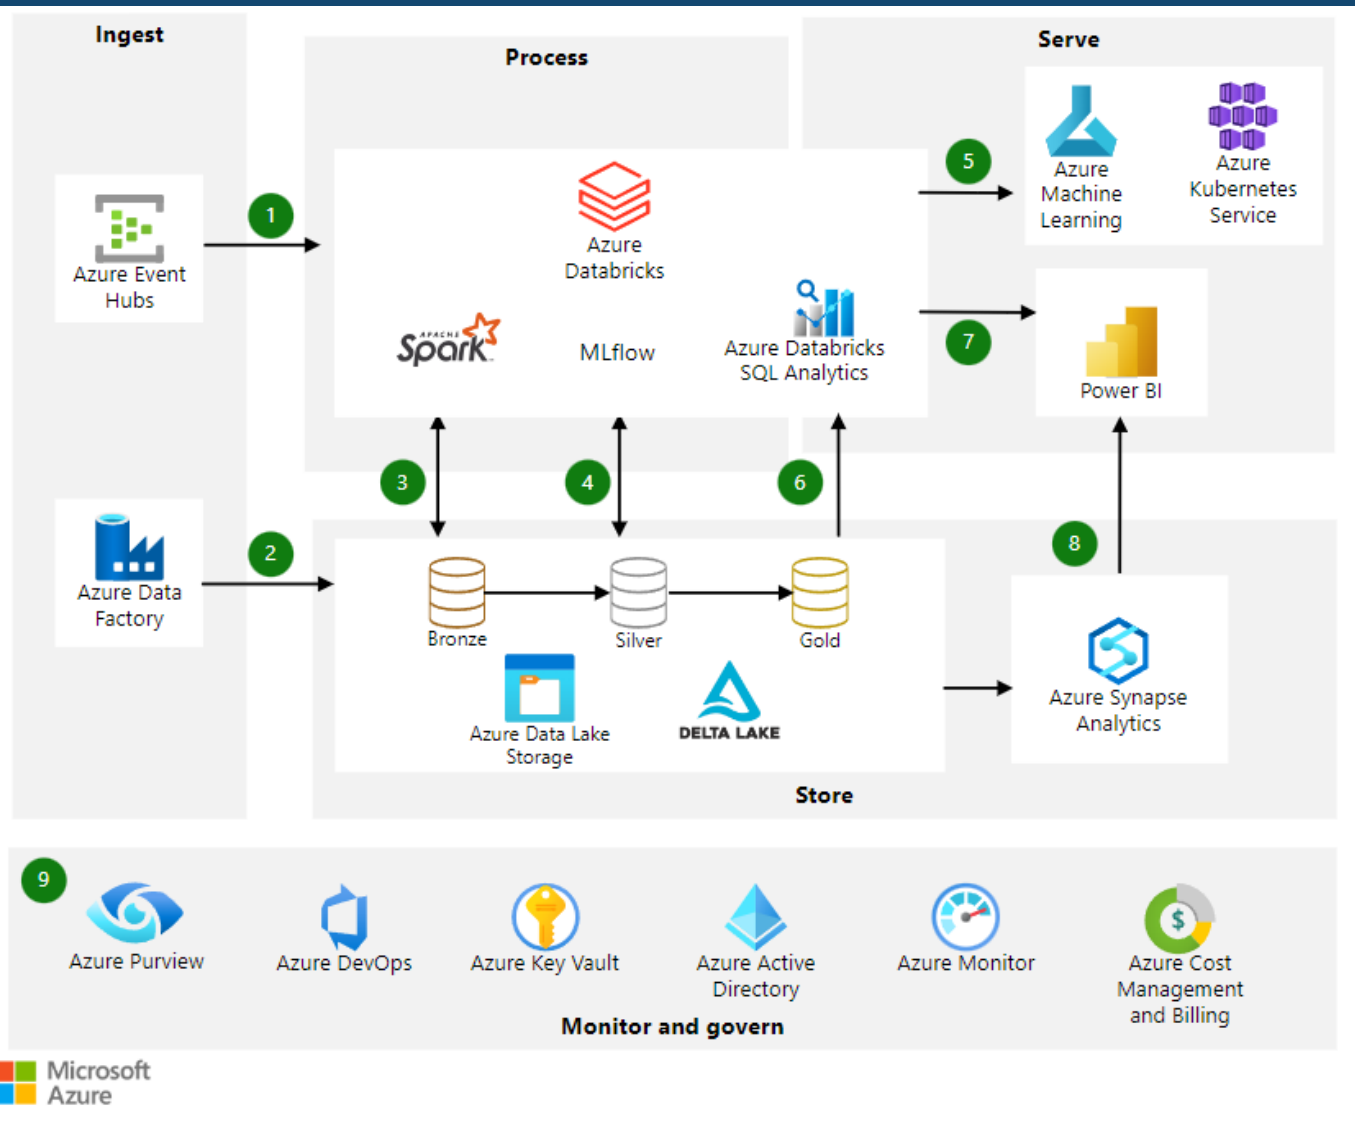 Ingest
Process
Serve
Azure
Machine
Learning
Azure
Kubernetes
Service
5
1
Azure Event
Hubs
Azure
Databricks
APACHE
Spark
MLflow
Azure Databricks
SQL Analytics
7
Power BI
3
4
6
2
8
Azure Data
Factory
Bronze
Silver
Gold
Azure Data Lake
Storage
DELTA LAKE
Azure Synapse
Analytics
Store
9
Azure Purview
Azure DevOps
Azure Key Vault
Azure Active
Directory
Azure Monitor
$
Azure Cost
Management
and Billing
Monitor and govern
Microsoft
Azure